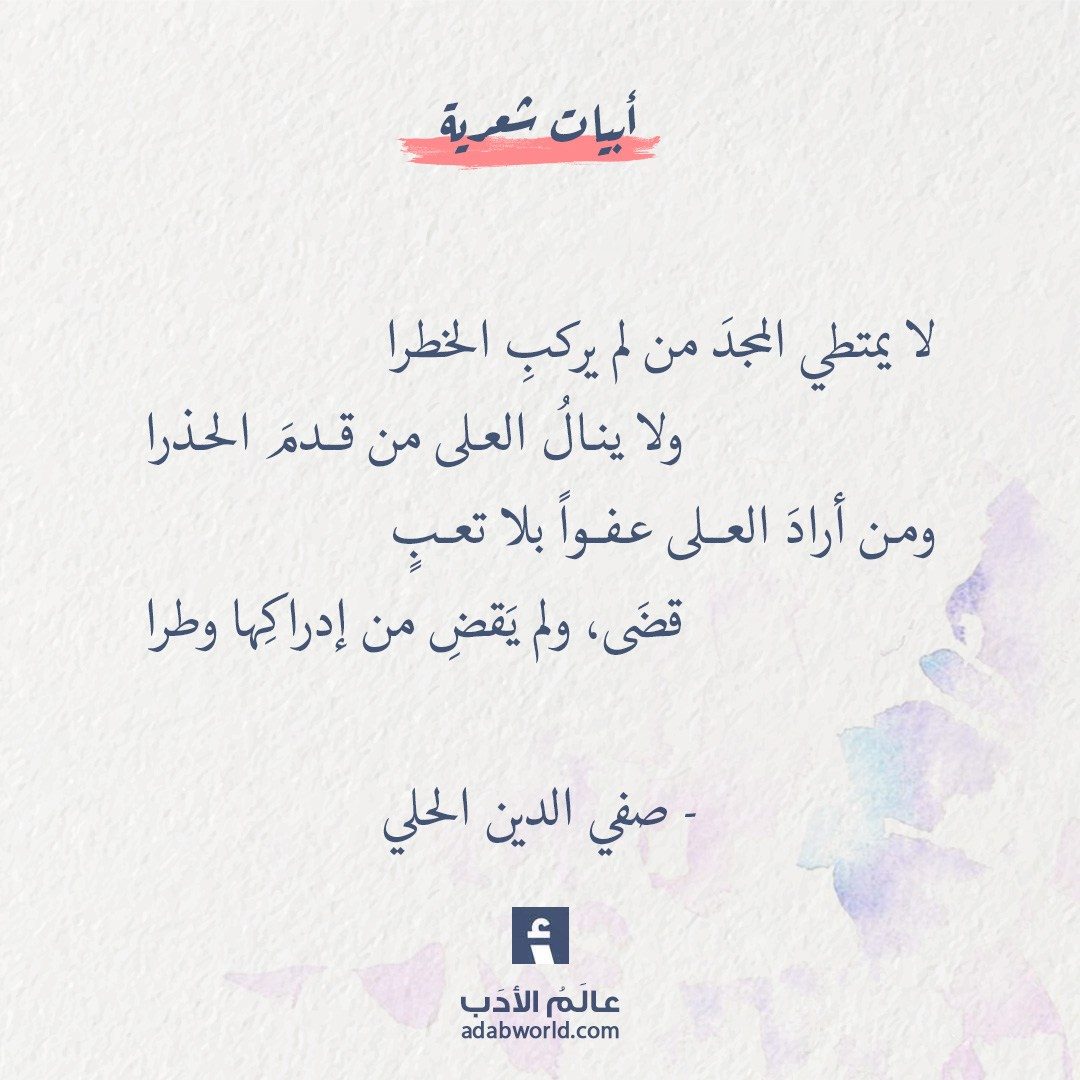 أبيات شعرية
لا يمتطي المجدَ من لم يركبِ الخطرا
ولا ينالُ العلى من قدمَ الحذرا
ومن أرادَ العلى عفواً بلا تعبٍ
قضَى، ولم يَقضِ من إدراكِها وطرا
- صفي الدين الحلي
أ
عالَمُ الأدَب
adabworld.com